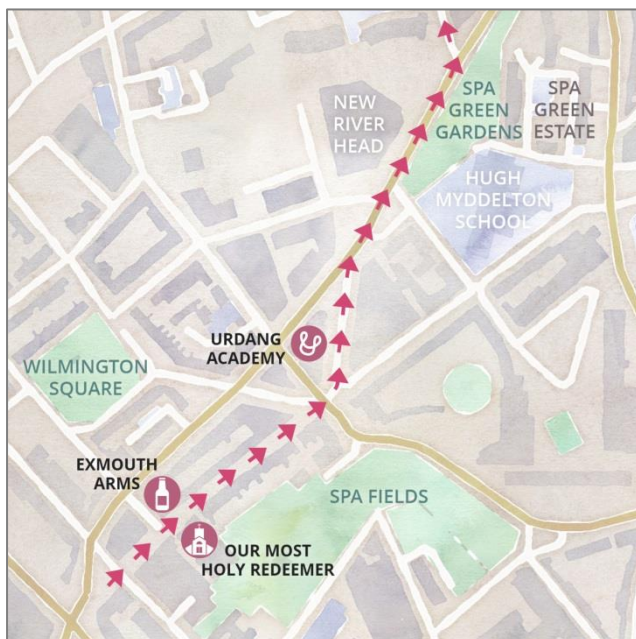 SPA
GREEN
GARDENS
SPA
GREEN
ESTATE
NEW
RIVER
HEAD
HUGH
MYDDELTON
SCHOOL
URDANG
ACADEMY
WILMINGTON
SQUARE
EXMOUTH
ARMS
SPA FIELDS
OUR MOST
HOLY REDEEMER